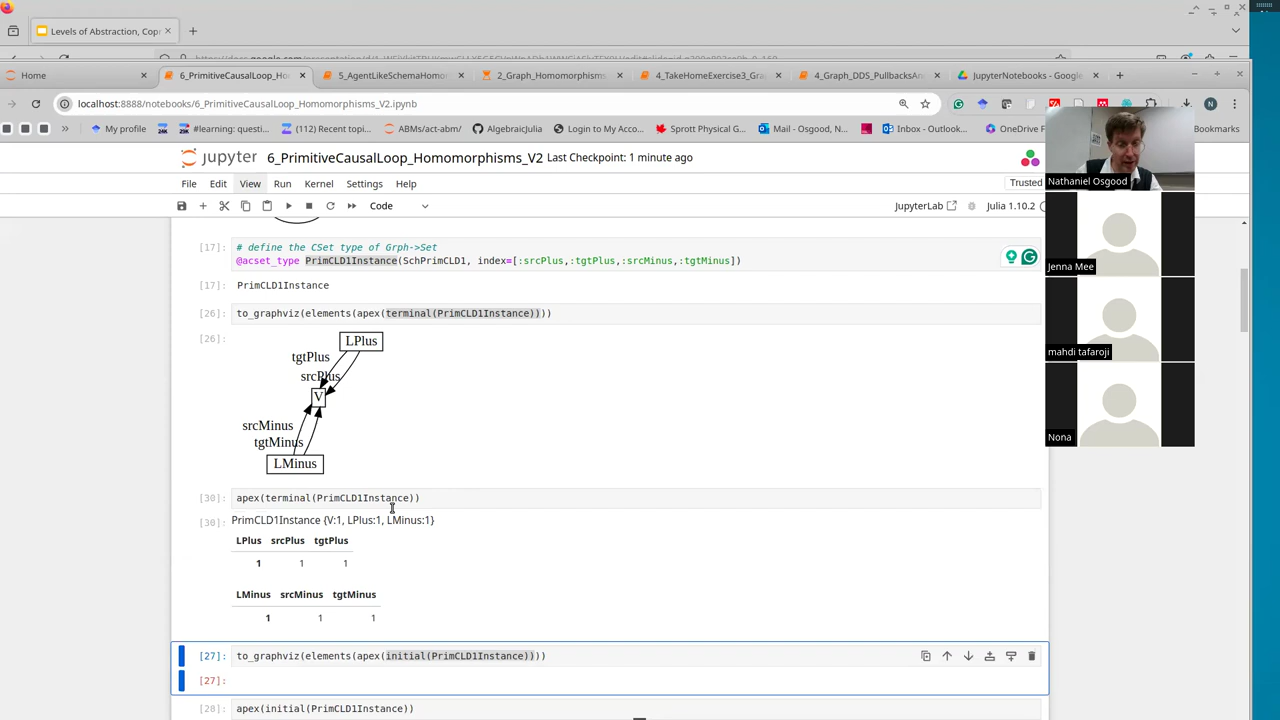 Levels of Abstraction, Cop
Home
6_PrimitiveCausalLoop_Ho
5_AgentLikeSchemaHomo
2_Graph_Homomorphisms
4_TakeHomeExercise3_Gra
4_Graph_DDS_PullbacksAn
JupyterNotebooks - Google
localhost:8888/notebooks/6_PrimitiveCausalLoop_Homomorphisms_V2.ipynb
My profile
#learning: questi...
(112) Recent topi...
ABMs/act-abm/
AlgebraicJulia
Login to My Acco...
Sprott Physical G...
Mail - Osgood, N...
Inbox - Outlook...
OneDrive
Bookmarks
jupyter 6_PrimitiveCausalLoop_Homomorphisms_V2 Last Checkpoint: 1 minute ago
File Edit View Run Kernel Settings Help
Trusted
Code
JupyterLab
Julia 1.10.2
[17]: # define the CSet type of Grph->Set
@acset_type PrimCLD1Instance(SchPrimCLD1, index=[:srcPlus,:tgtPlus,:srcMinus,:tgtMinus])
[17]: PrimCLD1Instance
[26]: to_graphviz(elements(apex(terminal(PrimCLD1Instance))))
[26]:
LPlus
tgtPlus
srcPlus
V
srcMinus
tgtMinus
LMinus
[30]: apex(terminal(PrimCLD1Instance))
[30]: PrimCLD1Instance {V:1, LPlus:1, LMinus:1}
LPlus srcPlus tgtPlus
1 1 1
LMinus srcMinus tgtMinus
1 1 1
[27]: to_graphviz(elements(apex(initial(PrimCLD1Instance))))
[27]:
[28]: apex(initial(PrimCLD1Instance))
Nathaniel Osgood
Jenna Mee
mahdi tafaroji
Nona